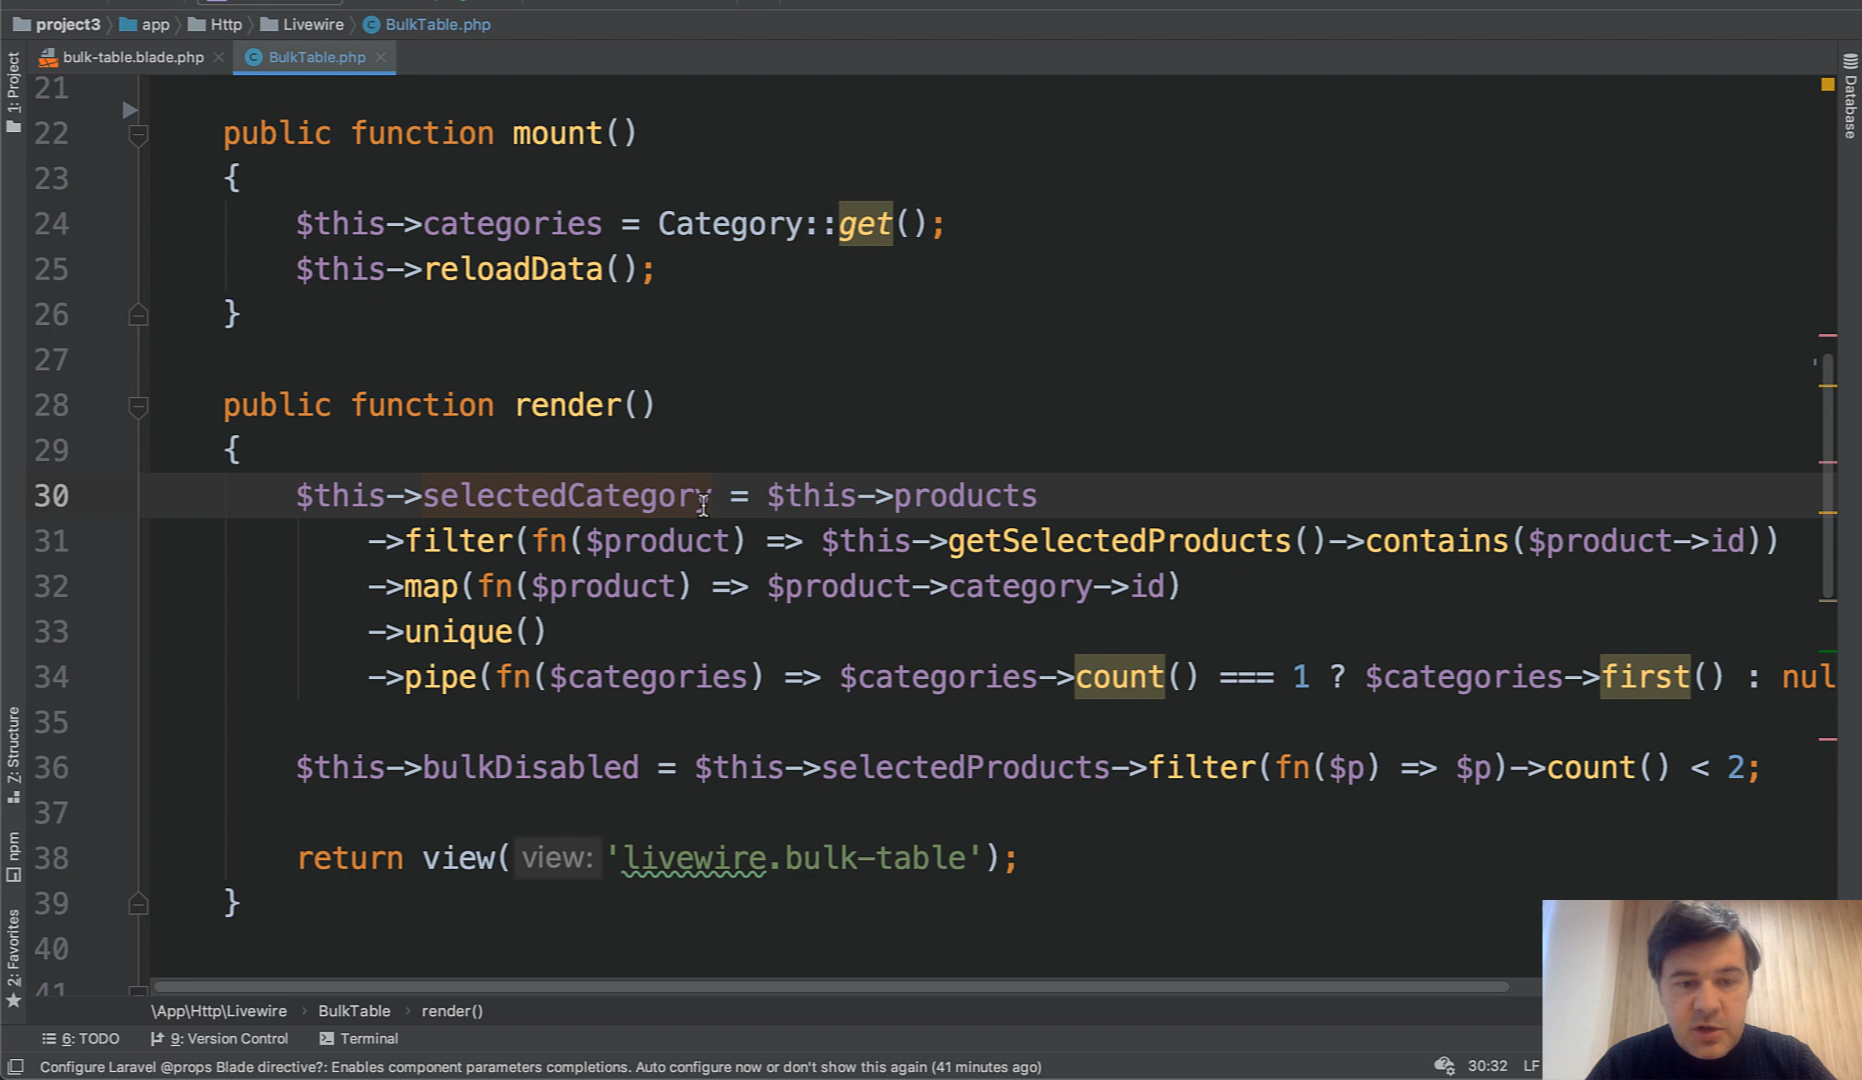 project3 app Http Livewire BulkTable.php
bulk-table.blade.php BulkTable.php
1: Project
Database
21
22 public function mount()
23 {
24 $this->categories = Category::get();
25 $this->reloadData();
26 }
27
28 public function render()
29 {
30 $this->selectedCategory = $this->products
31 ->filter(fn($product) => $this->getSelectedProducts()->contains($product->id))
32 ->map(fn($product) => $product->category->id)
33 ->unique()
34 ->pipe(fn($categories) => $categories->count() === 1 ? $categories->first() : nul
35
36 $this->bulkDisabled = $this->selectedProducts->filter(fn($p) => $p)->count() < 2;
37
38 return view( view: 'livewire.bulk-table');
39 }
40
41
Z: Structure
npm
2: Favorites
\App\Http\Livewire › BulkTable › render()
6: TODO 9: Version Control Terminal
Configure Laravel @props Blade directive?: Enables component parameters completions. Auto configure now or don't show this again (41 minutes ago) 30:32 LF